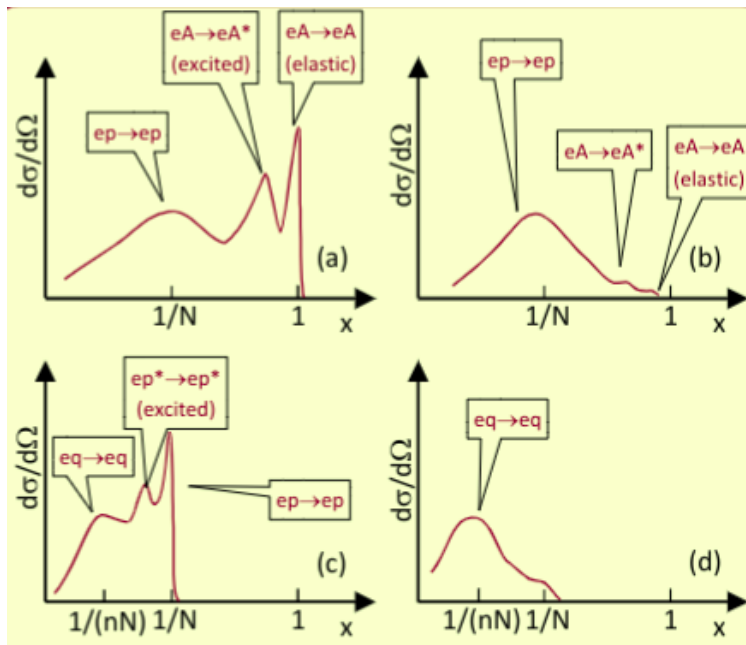 eA→eA*
(excited)
eA→eA
(elastic)
ep→ep
dσ/dΩ
(a)
1/N
1
x
ep→ep
eA→eA*
eA→eA
(elastic)
dσ/dΩ
(b)
1/N
1
x
ep*→ep*
(excited)
eq→eq
ep→ep
dσ/dΩ
(c)
1/(nN)
1/N
1
x
eq→eq
dσ/dΩ
(d)
1/(nN)
1/N
1
x